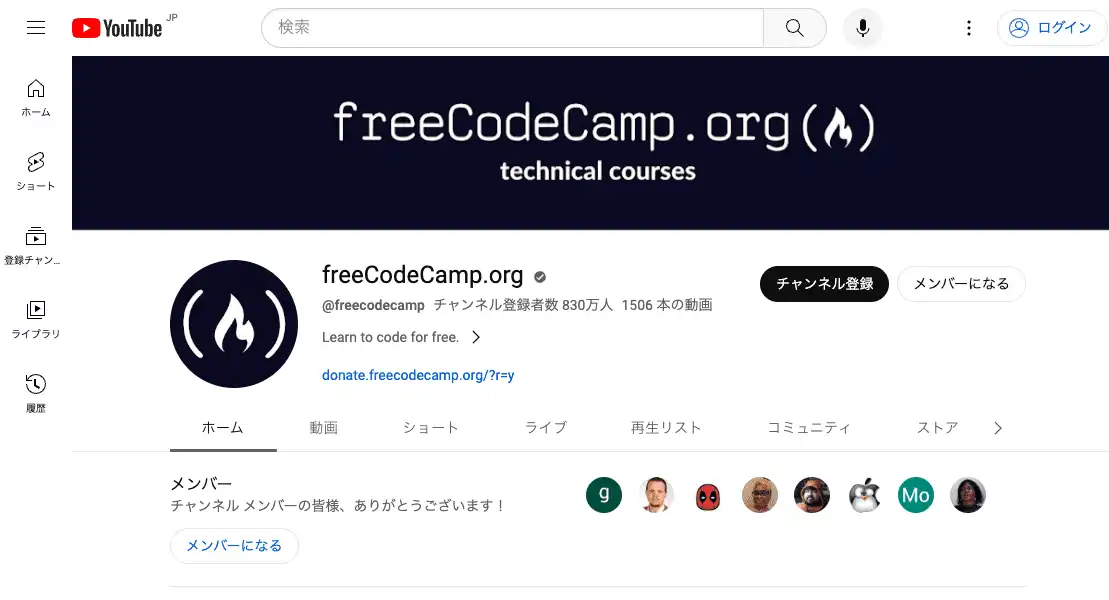 YouTube JP
検索
ログイン
ホーム
ショート
登録チャン...
ライブラリ
履歴
freeCodeCamp.org
technical courses
freeCodeCamp.org
@freecodecamp チャンネル登録者数 830万人 1506 本の動画
Learn to code for free.
donate.freecodecamp.org/?r=y
チャンネル登録
メンバーになる
ホーム
動画
ショート
ライブ
再生リスト
コミュニティ
ストア
メンバー
チャンネル メンバーの皆様、ありがとうございます！
g
Mo
メンバーになる